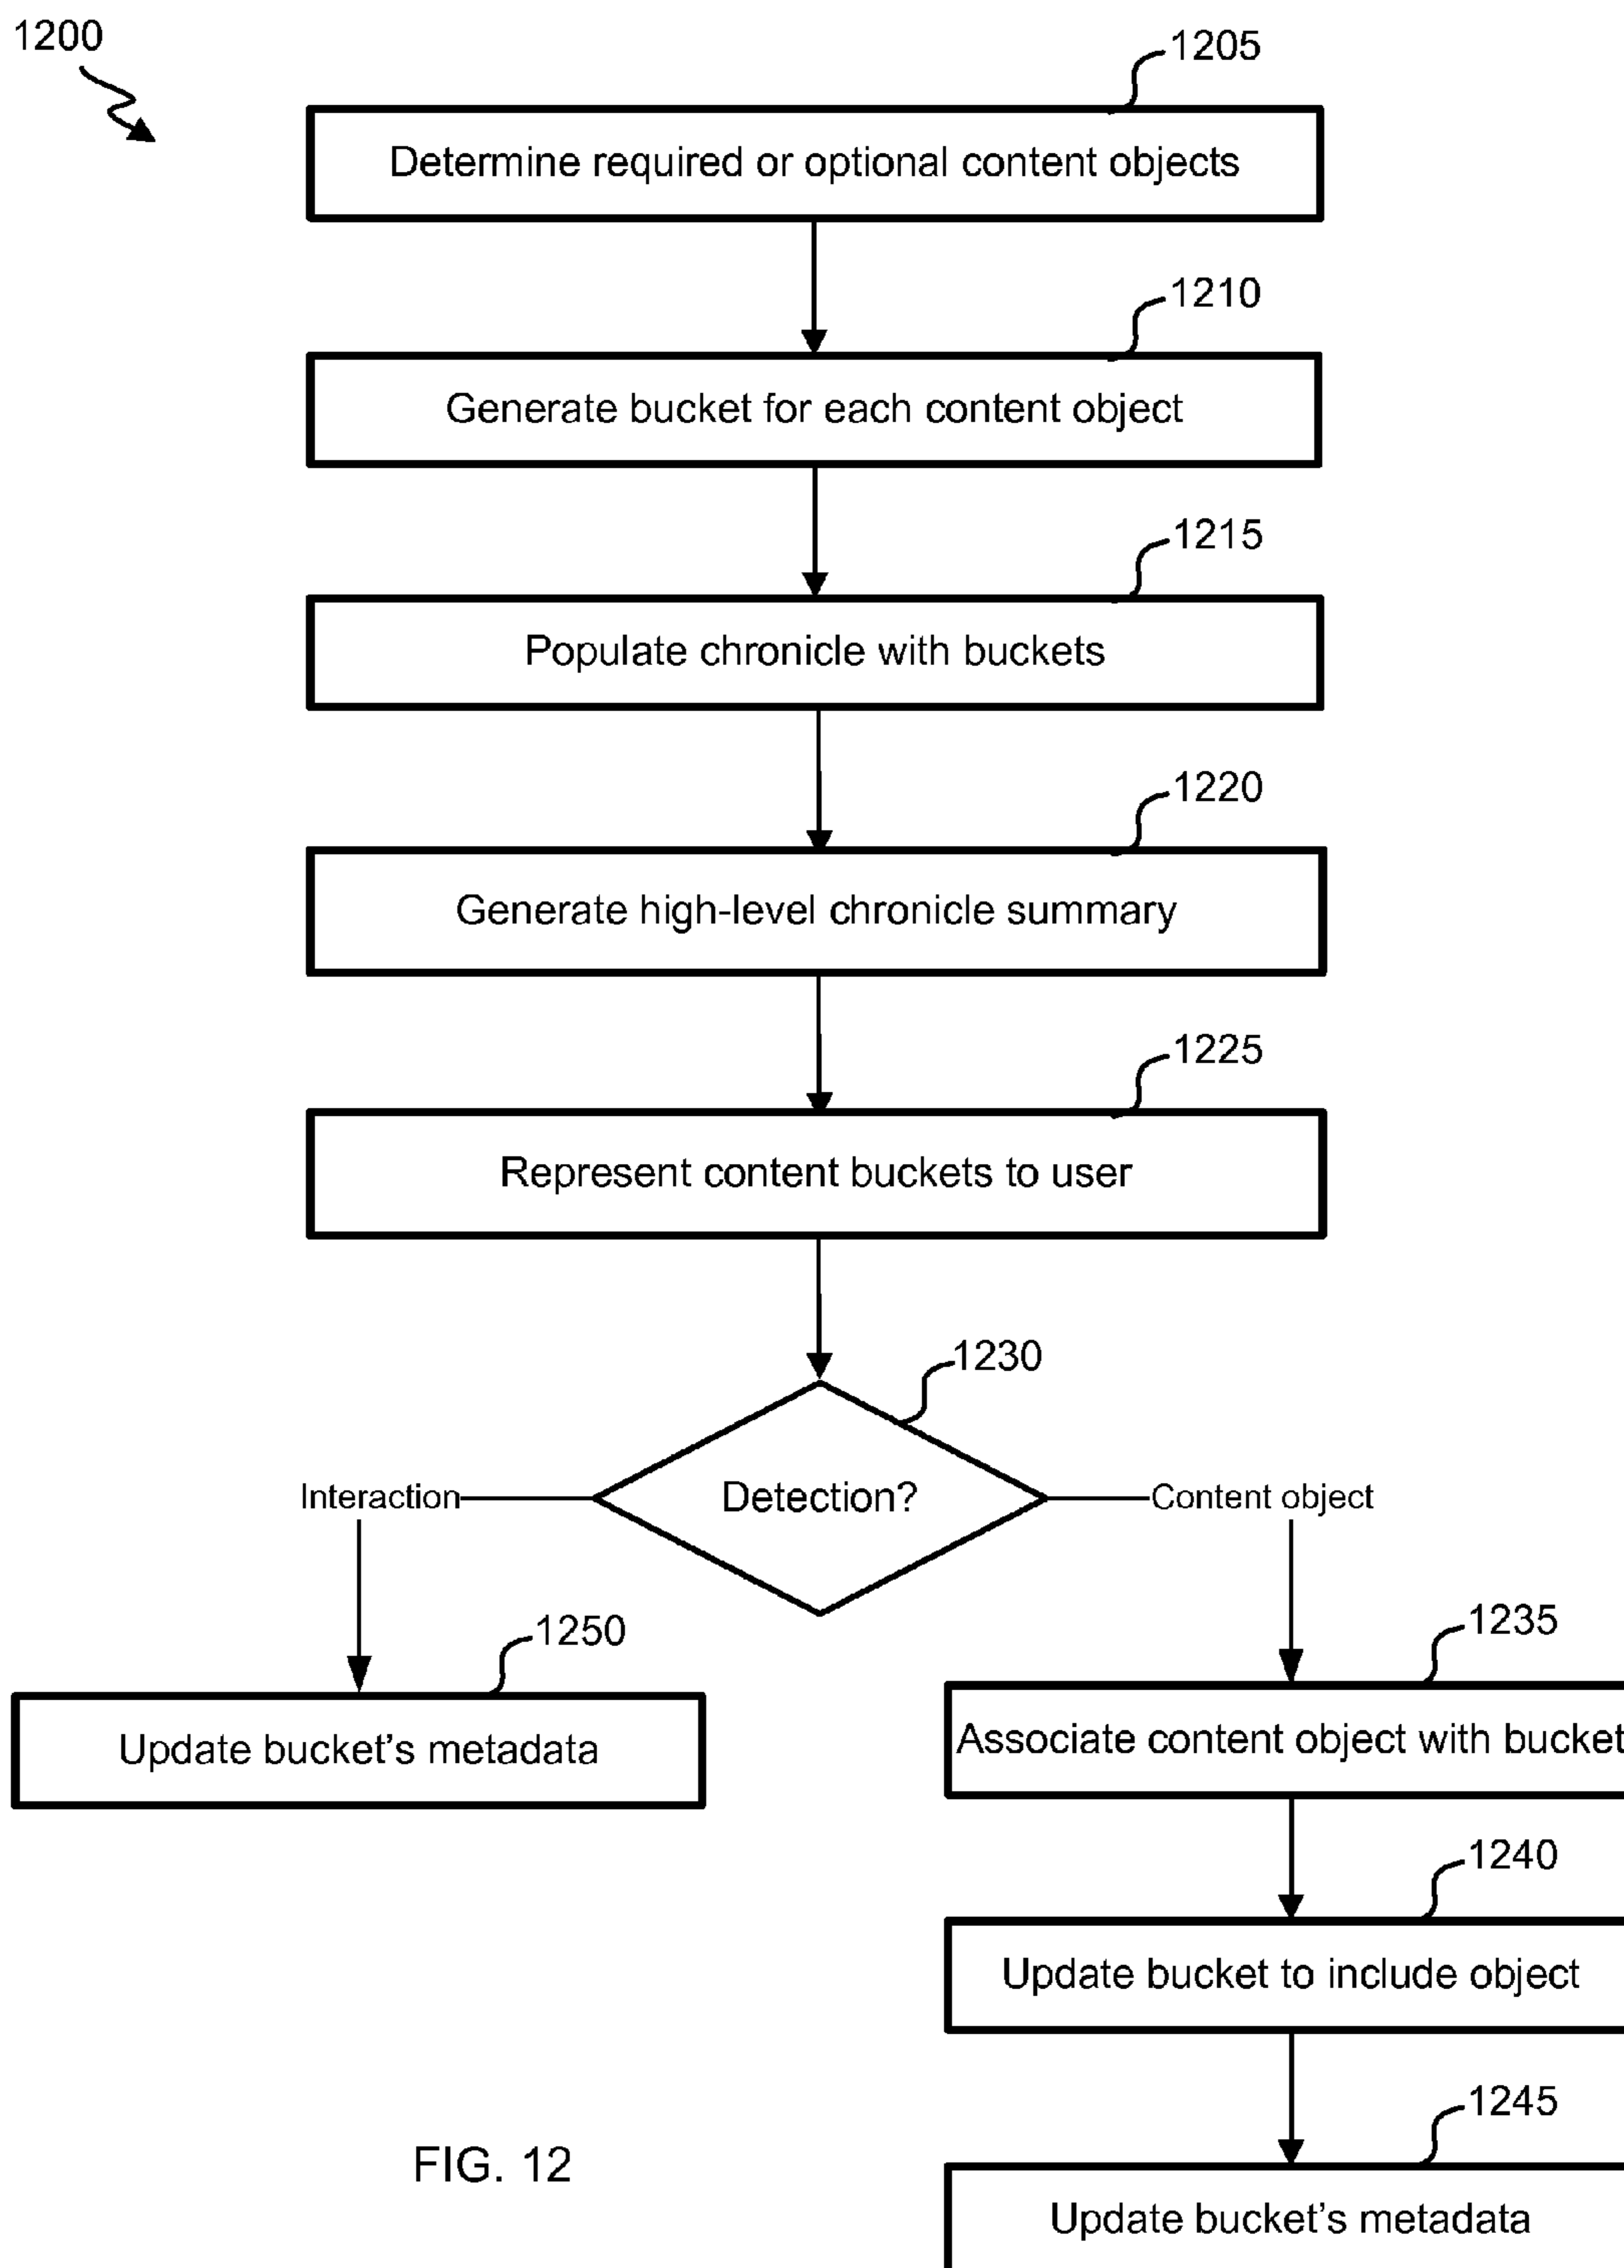 1200
1205
Determine required or optional content objects
1210
Generate bucket for each content object
1215
Populate chronicle with buckets
1220
Generate high-level chronicle summary
1225
Represent content buckets to user
1230
Detection?
Interaction
Content object
1250
Update bucket's metadata
1235
Associate content object with bucket
1240
Update bucket to include object
1245
Update bucket's metadata
FIG. 12